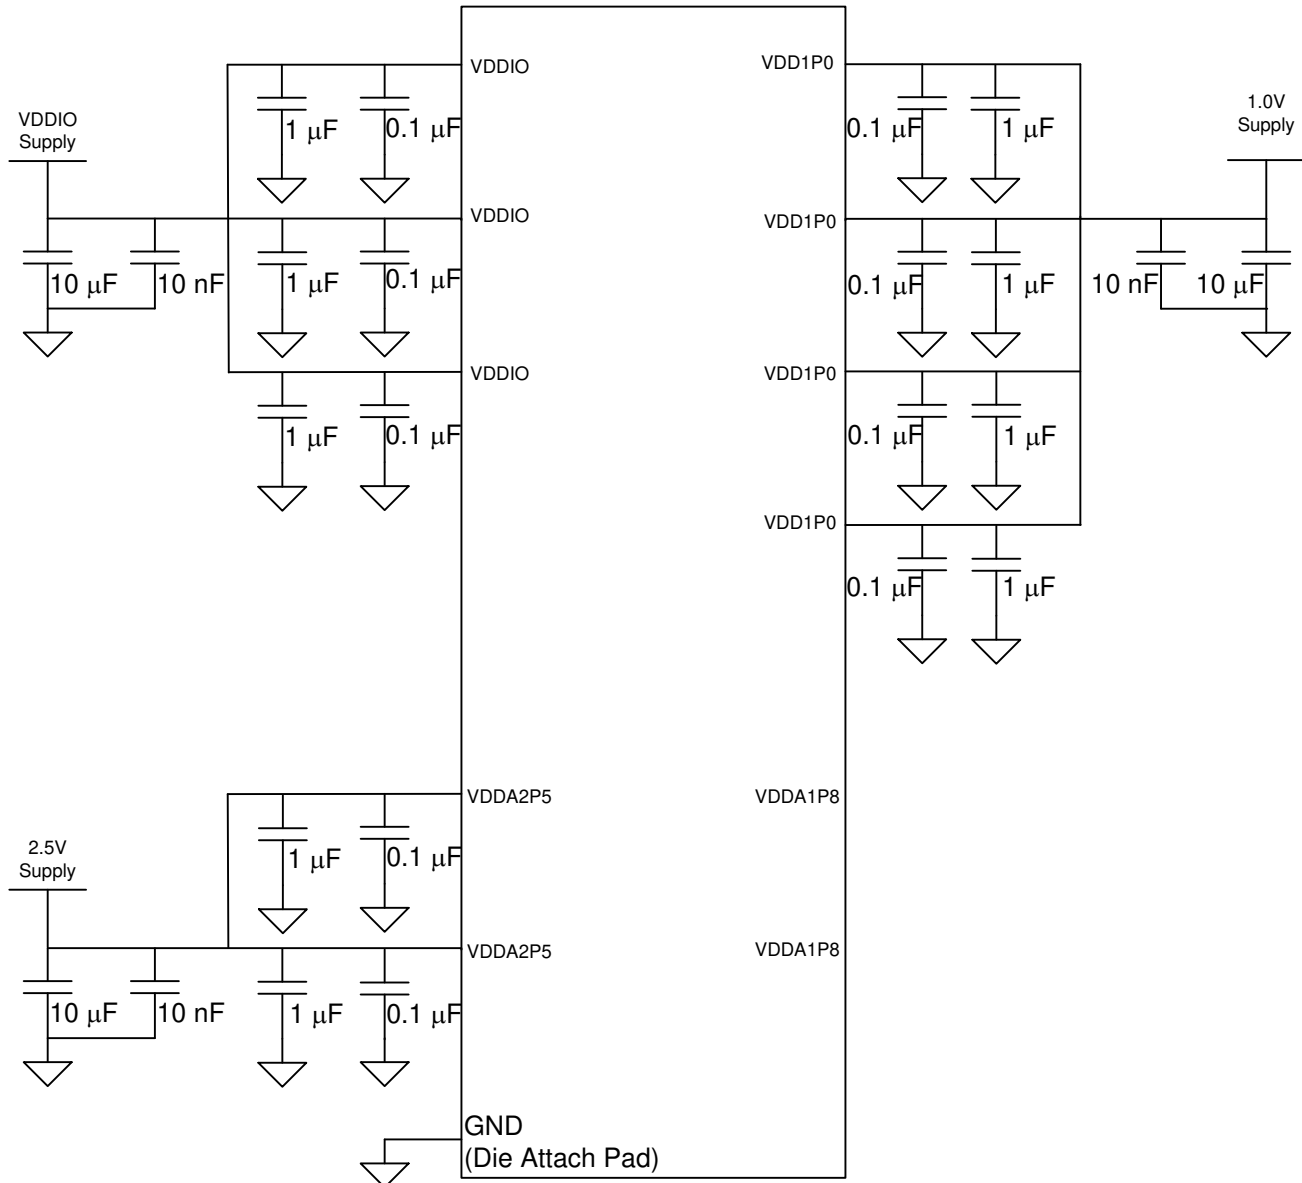 VDDIO
Supply
VDDIO
1 μF
0.1 μF
VDDIO
10 μF
10 nF
1 μF
0.1 μF
VDDIO
1 μF
0.1 μF
VDD1P0
0.1 μF
1 μF
1.0V
Supply
VDD1P0
0.1 μF
1 μF
10 nF
10 μF
VDD1P0
0.1 μF
1 μF
VDD1P0
0.1 μF
1 μF
2.5V
Supply
VDDA2P5
1 μF
0.1 μF
VDDA2P5
10 μF
10 nF
1 μF
0.1 μF
VDDA1P8
VDDA1P8
GND
(Die Attach Pad)